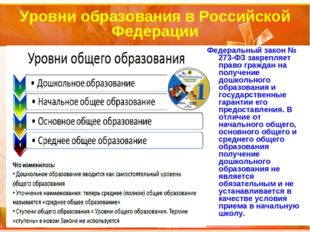 Уровни образования в Российской
Федерации
Уровни общего образования
1
• Дошкольное образование
2
• Начальное общее образование
3
• Основное общее образование
4
• Среднее общее образование
Что изменилось:
• Дошкольное образование вводится как самостоятельный уровень
общего образования
• Уточнение наименования: теперь среднее (полное) общее образование
называется «среднее общее образование»
• Ступени общего образования = Уровни общего образования. Термин
«ступень» в новом Законе не используется
Федеральный закон №
273-ФЗ закрепляет
право граждан на
получение
дошкольного
образования и
государственные
гарантии его
предоставления. В
отличие от
начального общего,
основного общего и
среднего общего
образования
получение
дошкольного
образования не
является
обязательным и не
устанавливается в
качестве условия
приема в начальную
школу.